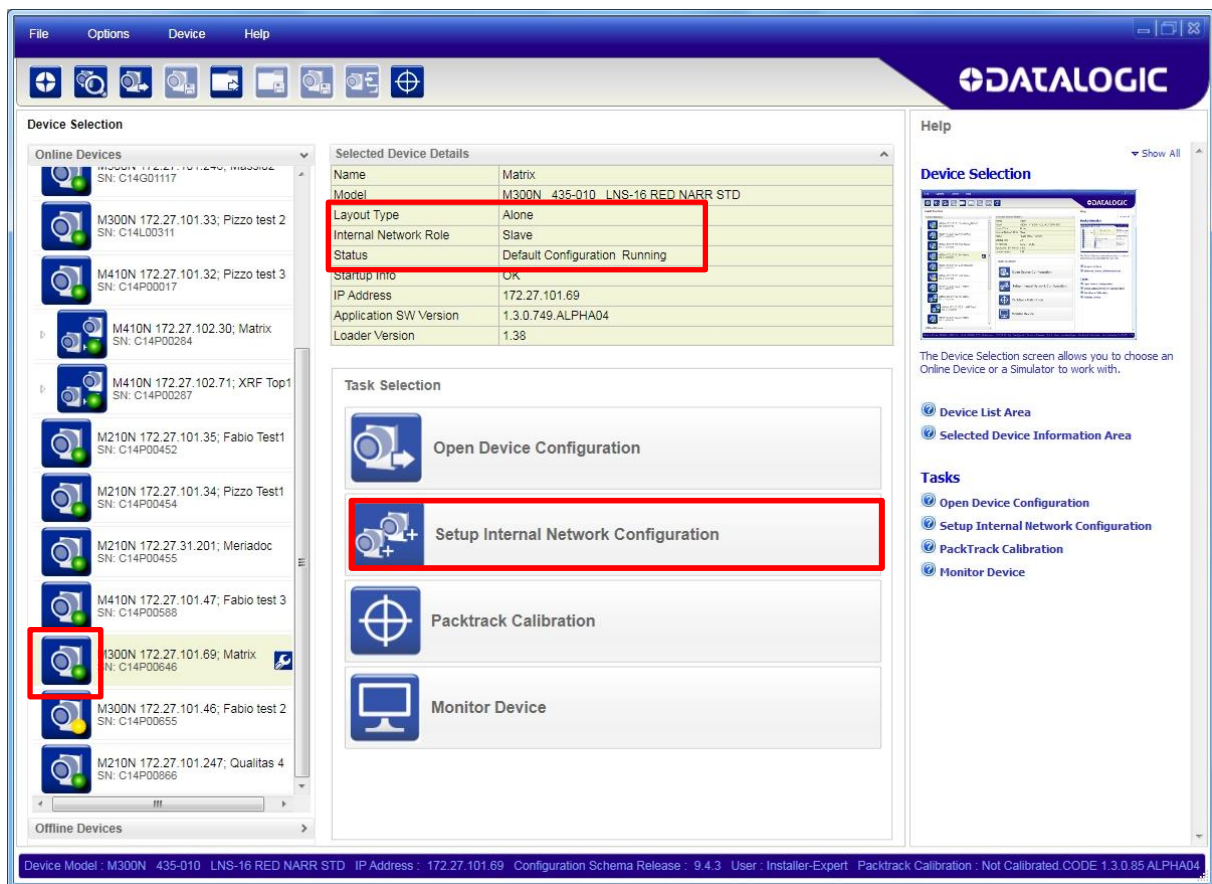 File Options Device Help
DATALOGIC
Device Selection
Online Devices
SN: C14G01117
M300N 172.27.101.33; Pizzo test 2
SN: C14L00311
M410N 172.27.101.32; Pizzo test 3
SN: C14P00017
M410N 172.27.102.30; Matrix
SN: C14P00284
M410N 172.27.102.71; XRF Top1
SN: C14P00287
M210N 172.27.101.35; Fabio Test1
SN: C14P00452
M210N 172.27.101.34; Pizzo Test1
SN: C14P00454
M210N 172.27.31.201; Meriadoc
SN: C14P00455
M410N 172.27.101.47; Fabio test 3
SN: C14P00588
M300N 172.27.101.69; Matrix
SN: C14P00646
M300N 172.27.101.46; Fabio test 2
SN: C14P00655
M210N 172.27.101.247; Qualitas 4
SN: C14P00866
Offline Devices
Selected Device Details
Name Matrix
Model M300N 435-010 LNS-16 RED NARR STD
Layout Type Alone
Internal Network Role Slave
Status Default Configuration Running
Startup Info OK
IP Address 172.27.101.69
Application SW Version 1.3.0.749.ALPHA04
Loader Version 1.38
Task Selection
Open Device Configuration
Setup Internal Network Configuration
Packtrack Calibration
Monitor Device
Help
Show All
Device Selection
The Device Selection screen allows you to choose an
Online Device or a Simulator to work with.
Device List Area
Selected Device Information Area
Tasks
Open Device Configuration
Setup Internal Network Configuration
PackTrack Calibration
Monitor Device
Device Model : M300N 435-010 LNS-16 RED NARR STD IP Address : 172.27.101.69 Configuration Schema Release : 9.4.3 User : Installer-Expert Packtrack Calibration : Not Calibrated.CODE 1.3.0.85 ALPHA04